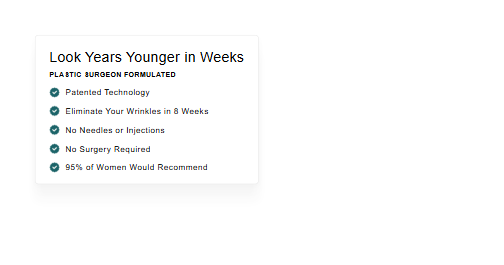 Look Years Younger in Weeks
PLASTIC SURGEON FORMULATED
Patented Technology
Eliminate Your Wrinkles in 8 Weeks
No Needles or Injections
No Surgery Required
95% of Women Would Recommend